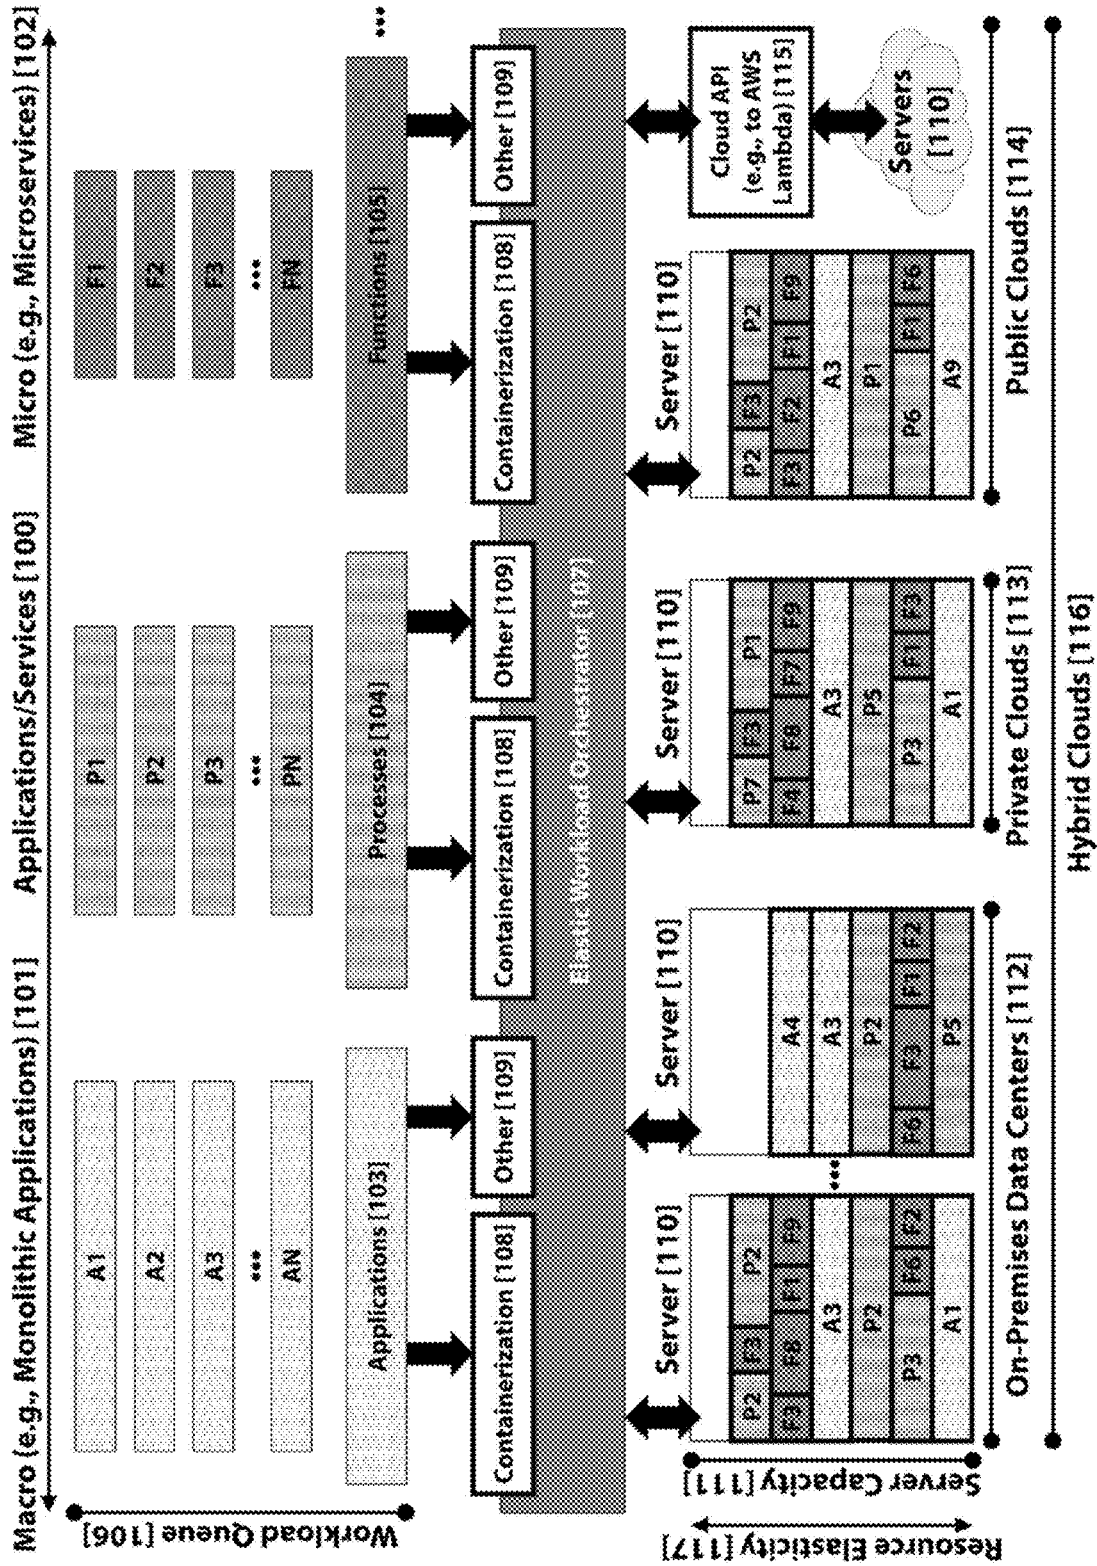 Macro (e.g., Monolithic Applications) [101]
Applications/Services [100]
Micro (e.g., Microservices) [102]
Workload Queue [106]
A1
P1
F1
A2
P2
F2
A3
P3
F3
•••
•••
•••
AN
PN
FN
Applications [103]
Processes [104]
Functions [105]
•••
Containerization [108]
Other [109]
Containerization [108]
Other [109]
Containerization [108]
Other [109]
Elastic Workload Orchestrator [107]
Resource Elasticity [117]
Server Capacity [111]
Server [110]
P2 F3 P2
F3 F8 F1 F9
A3
P2
P3 F6 F2
A1
•••
Server [110]
A4
A3
P2
F6 F3 F1 F2
P5
Server [110]
P7 F3 P1
F4 F8 F7 F9
A3
P5
P3 F1 F3
A1
Server [110]
P2 F3 P2
F3 F2 F1 F9
A3
P1
P6 F1 F6
A9
Cloud API
(e.g., to AWS
Lambda) [115]
Servers
[110]
On-Premises Data Centers [112]
Private Clouds [113]
Public Clouds [114]
Hybrid Clouds [116]